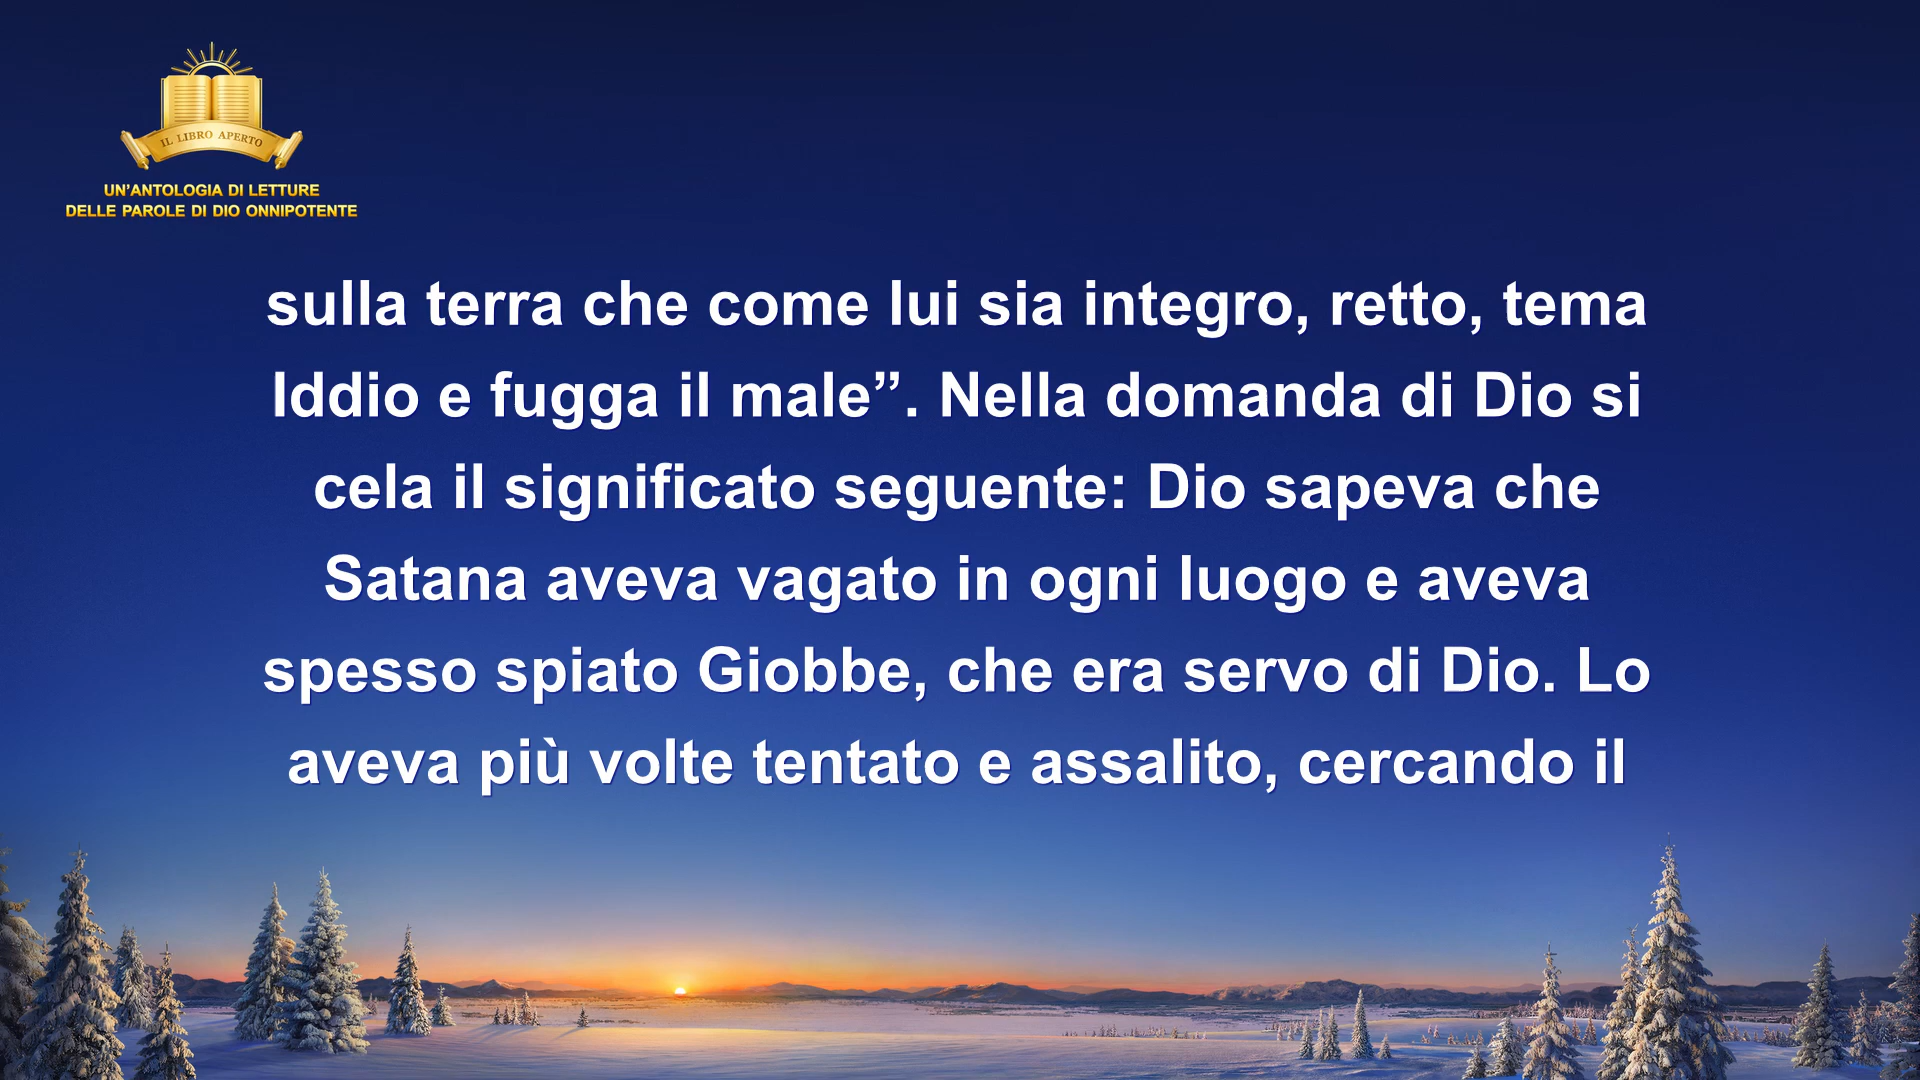 IL LIBRO APERTO
UN’ANTOLOGIA DI LETTURE
DELLE PAROLE DI DIO ONNIPOTENTE
sulla terra che come lui sia integro, retto, tema
Iddio e fugga il male”. Nella domanda di Dio si
cela il significato seguente: Dio sapeva che
Satana aveva vagato in ogni luogo e aveva
spesso spiato Giobbe, che era servo di Dio. Lo
aveva più volte tentato e assalito, cercando il